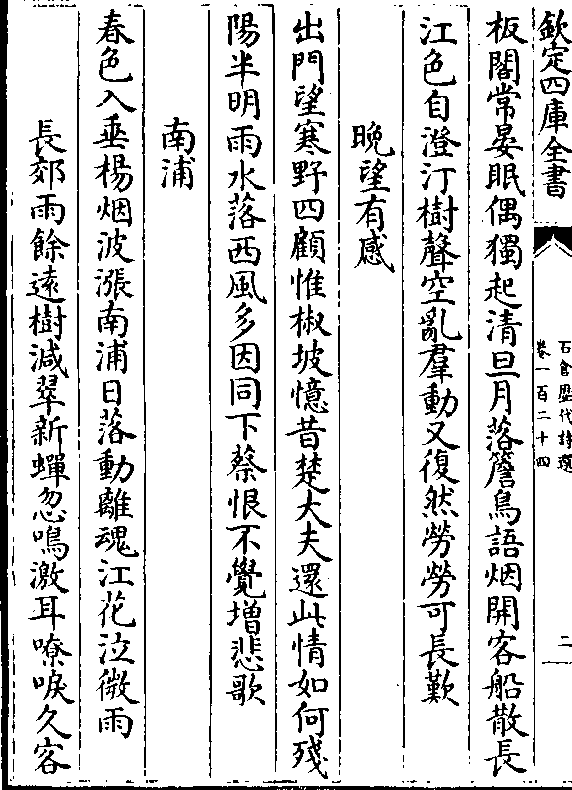 欽定四庫全書
石倉歷代詩選
卷一百二十四
二
板閣常晏眠偶獨起清旦月落簷鳥語烟開客船散長
江色自澄汀樹聲空亂羣動又復然勞勞可長歎
晚望有感
出門望寒野四顧惟椒坡憶昔楚大夫還此情如何殘
陽半明雨水落西風多因同下蔡恨不覺增悲歌
南浦
春色入垂楊烟波漲南浦日落動離魂江花泣微雨
長郊雨餘遠樹減翠新蟬忽鳴激耳嘹唳久客